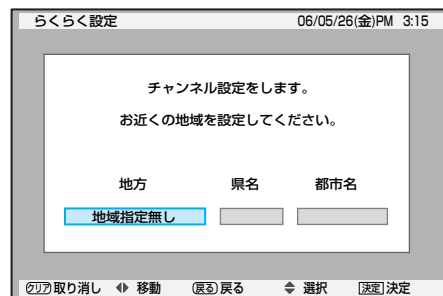 らくらく設定 06/05/26(金)PM 3:15
チャンネル設定をします。
お近くの地域を設定してください。
地方 県名 都市名
地域指定無し
クリア 取り消し 移動 戻る 戻る 選択 決定 決定